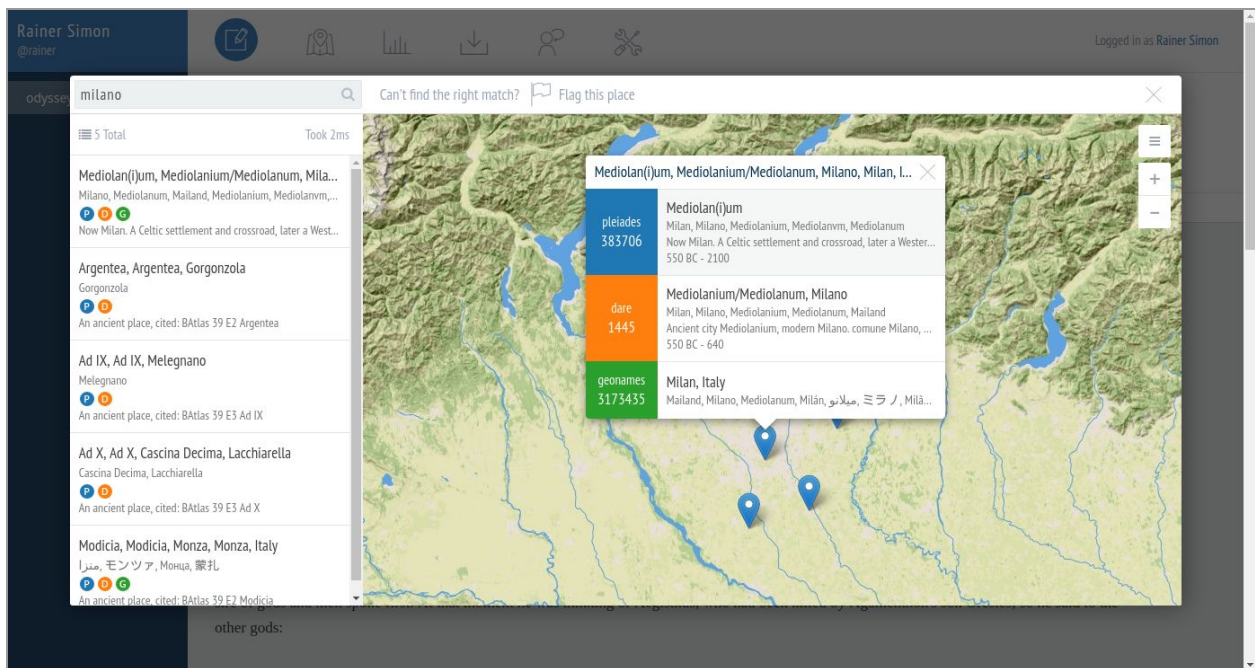 Rainer Simon
@rainer
Logged in as Rainer Simon
odyssey
milano
Can't find the right match? Flag this place
5 Total Took 2ms
Mediolan(i)um, Mediolanium/Mediolanum, Mila...
Milano, Mediolanum, Mailand, Mediolanium, Mediolanvm,...
P D G
Now Milan. A Celtic settlement and crossroad, later a West...
Argentea, Argentea, Gorgonzola
Gorgonzola
P D
An ancient place, cited: BAtlas 39 E2 Argentea
Ad IX, Ad IX, Melegnano
Melegnano
P D
An ancient place, cited: BAtlas 39 E3 Ad IX
Ad X, Ad X, Cascina Decima, Lacchiarella
Cascina Decima, Lacchiarella
P D
An ancient place, cited: BAtlas 39 E3 Ad X
Modicia, Modicia, Monza, Monza, Italy
منزا, モンツァ, Монца, 蒙扎
P D G
An ancient place, cited: BAtlas 39 E2 Modicia
Mediolan(i)um, Mediolanium/Mediolanum, Milano, Milan, I...
pleiades
383706
Mediolan(i)um
Milan, Milano, Mediolanium, Mediolanvm, Mediolanum
Now Milan. A Celtic settlement and crossroad, later a Wester...
550 BC - 2100
dare
1445
Mediolanium/Mediolanum, Milano
Milan, Milano, Mediolanvm, Mediolanium, Mediolanum, Mailand
Ancient city Mediolanium, modern Milano. comune Milano, ...
550 BC - 640
geonames
3173435
Milan, Italy
Mailand, Milano, Mediolanum, Milán, ميلانو, ミラノ, Milā...
other gods: